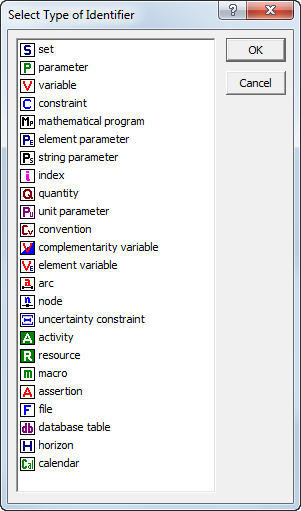 Select Type of Identifier
S set
OK
P parameter
V variable
Cancel
C constraint
MP mathematical program
PE element parameter
PS string parameter
i index
Q quantity
PU unit parameter
CV convention
V complementarity variable
VE element variable
a arc
n node
uncertainty constraint
A activity
R resource
m macro
A assertion
F file
db database table
H horizon
Cal calendar